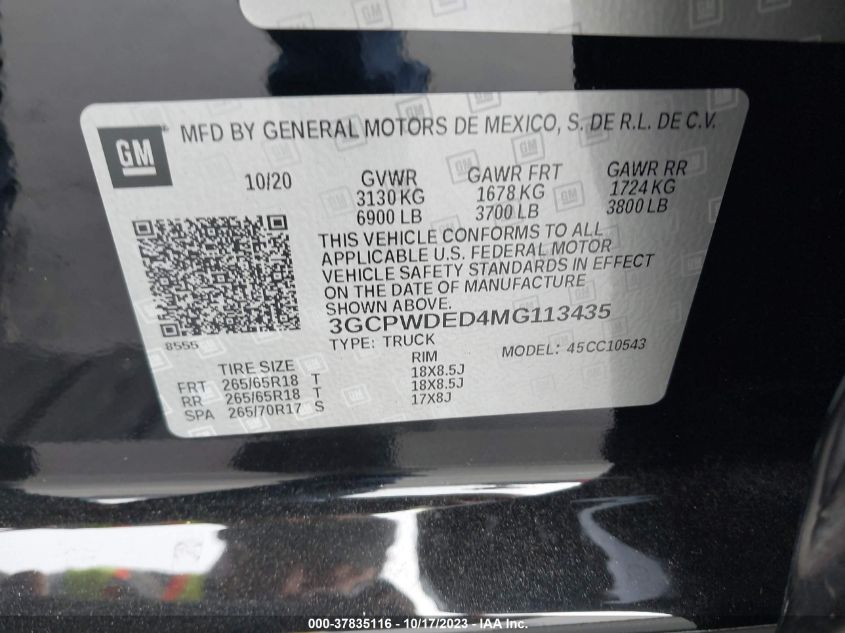 GM
MFD BY GENERAL MOTORS DE MEXICO, S. DE R.L. DE C.V.
10/20 GVWR GAWR FRT GAWR RR
3130 KG 1678 KG 1724 KG
6900 LB 3700 LB 3800 LB
THIS VEHICLE CONFORMS TO ALL
APPLICABLE U.S. FEDERAL MOTOR
VEHICLE SAFETY STANDARDS IN EFFECT
ON THE DATE OF MANUFACTURE
SHOWN ABOVE.
8555
3GCPWDED4MG113435
TYPE: TRUCK MODEL: 45CC10543
TIRE SIZE RIM
FRT 265/65R18 T 18X8.5J
RR 265/65R18 T 18X8.5J
SPA 265/70R17 S 17X8J
000-37835116 - 10/17/2023 - IAA Inc.